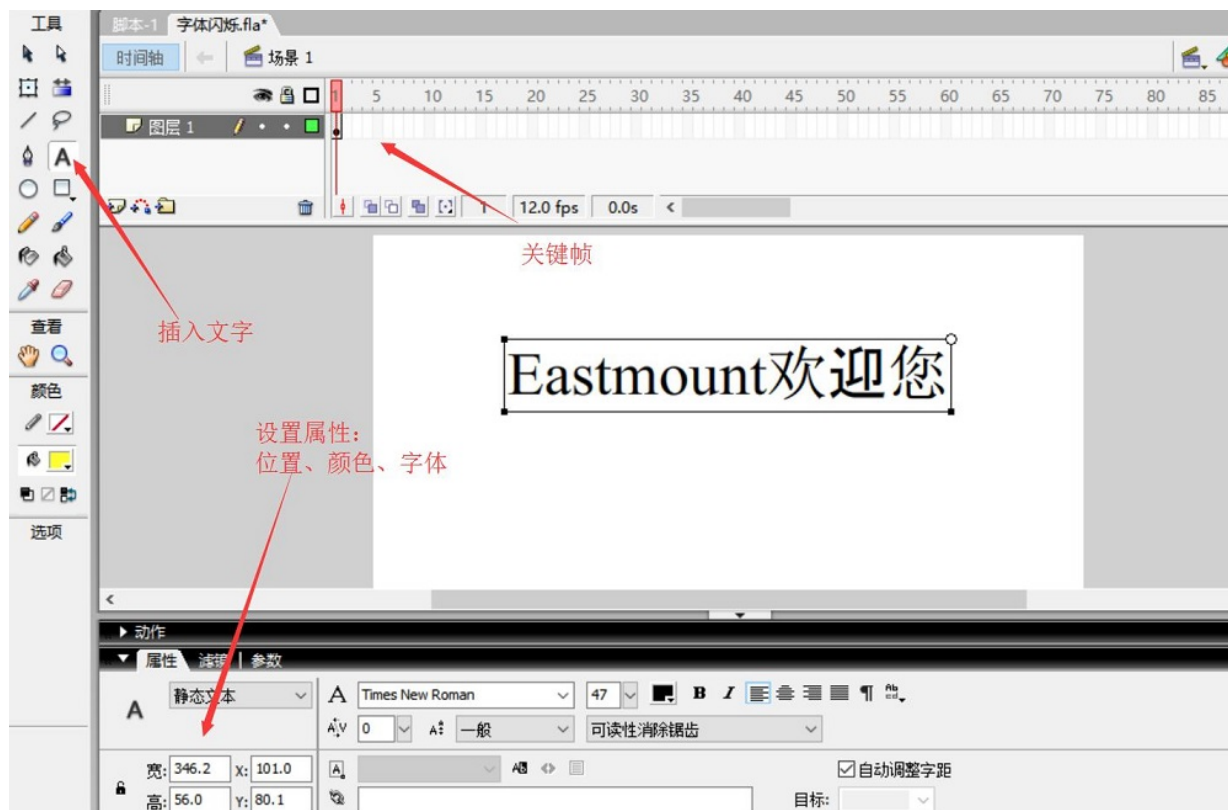 工具
脚本-1 字体闪烁.fla*
时间轴 场景 1
1 5 10 15 20 25 30 35 40 45 50 55 60 65 70 75 80 85
图层 1
1 12.0 fps 0.0s
关键帧
插入文字
查看
Eastmount欢迎您
颜色
设置属性:
位置、颜色、字体
选项
动作
属性 滤镜 参数
A 静态文本 A Times New Roman 47 B I
A V 0 A 一般 可读性消除锯齿
宽: 346.2 X: 101.0 自动调整字距
高: 56.0 Y: 80.1 目标: